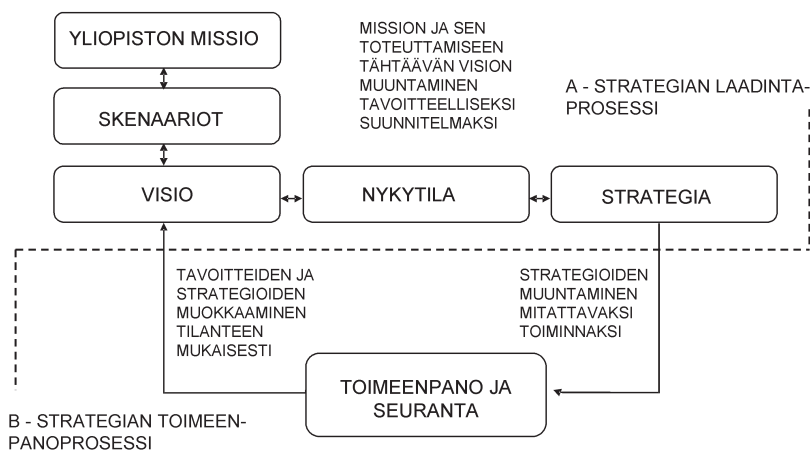 YLIOPISTON MISSIO
MISSION JA SEN
TOTEUTTAMISEEN
TÄHTÄÄVÄN VISION
MUUNTAMINEN
TAVOITTEELLISEKSI
SUUNNITELMAKSI
A - STRATEGIAN LAADINTA-
PROSESSI
SKENAARIOT
VISIO
NYKYTILA
STRATEGIA
TAVOITTEIDEN JA
STRATEGIOIDEN
MUOKKAAMINEN
TILANTEEN
MUKAISESTI
STRATEGIOIDEN
MUUNTAMINEN
MITATTAVAKSI
TOIMINNAKSI
TOIMEENPANO JA
SEURANTA
B - STRATEGIAN TOIMEEN-
PANOPROSESSI